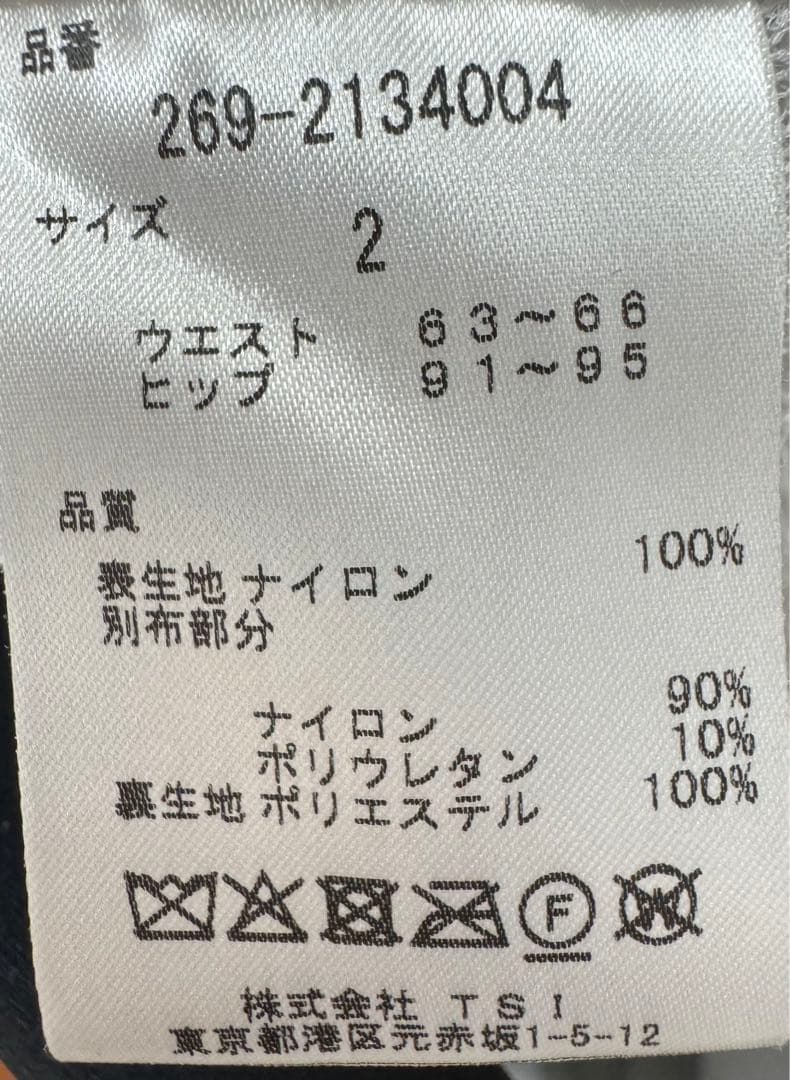 品番
269-2134004
サイズ 2
ウエスト 63～66
ヒップ 91～95
品質
表生地 ナイロン 100%
別布部分
ナイロン 90%
ポリウレタン 10%
裏生地 ポリエステル 100%
F W
株式会社 TSI
東京都港区元赤坂1-5-12